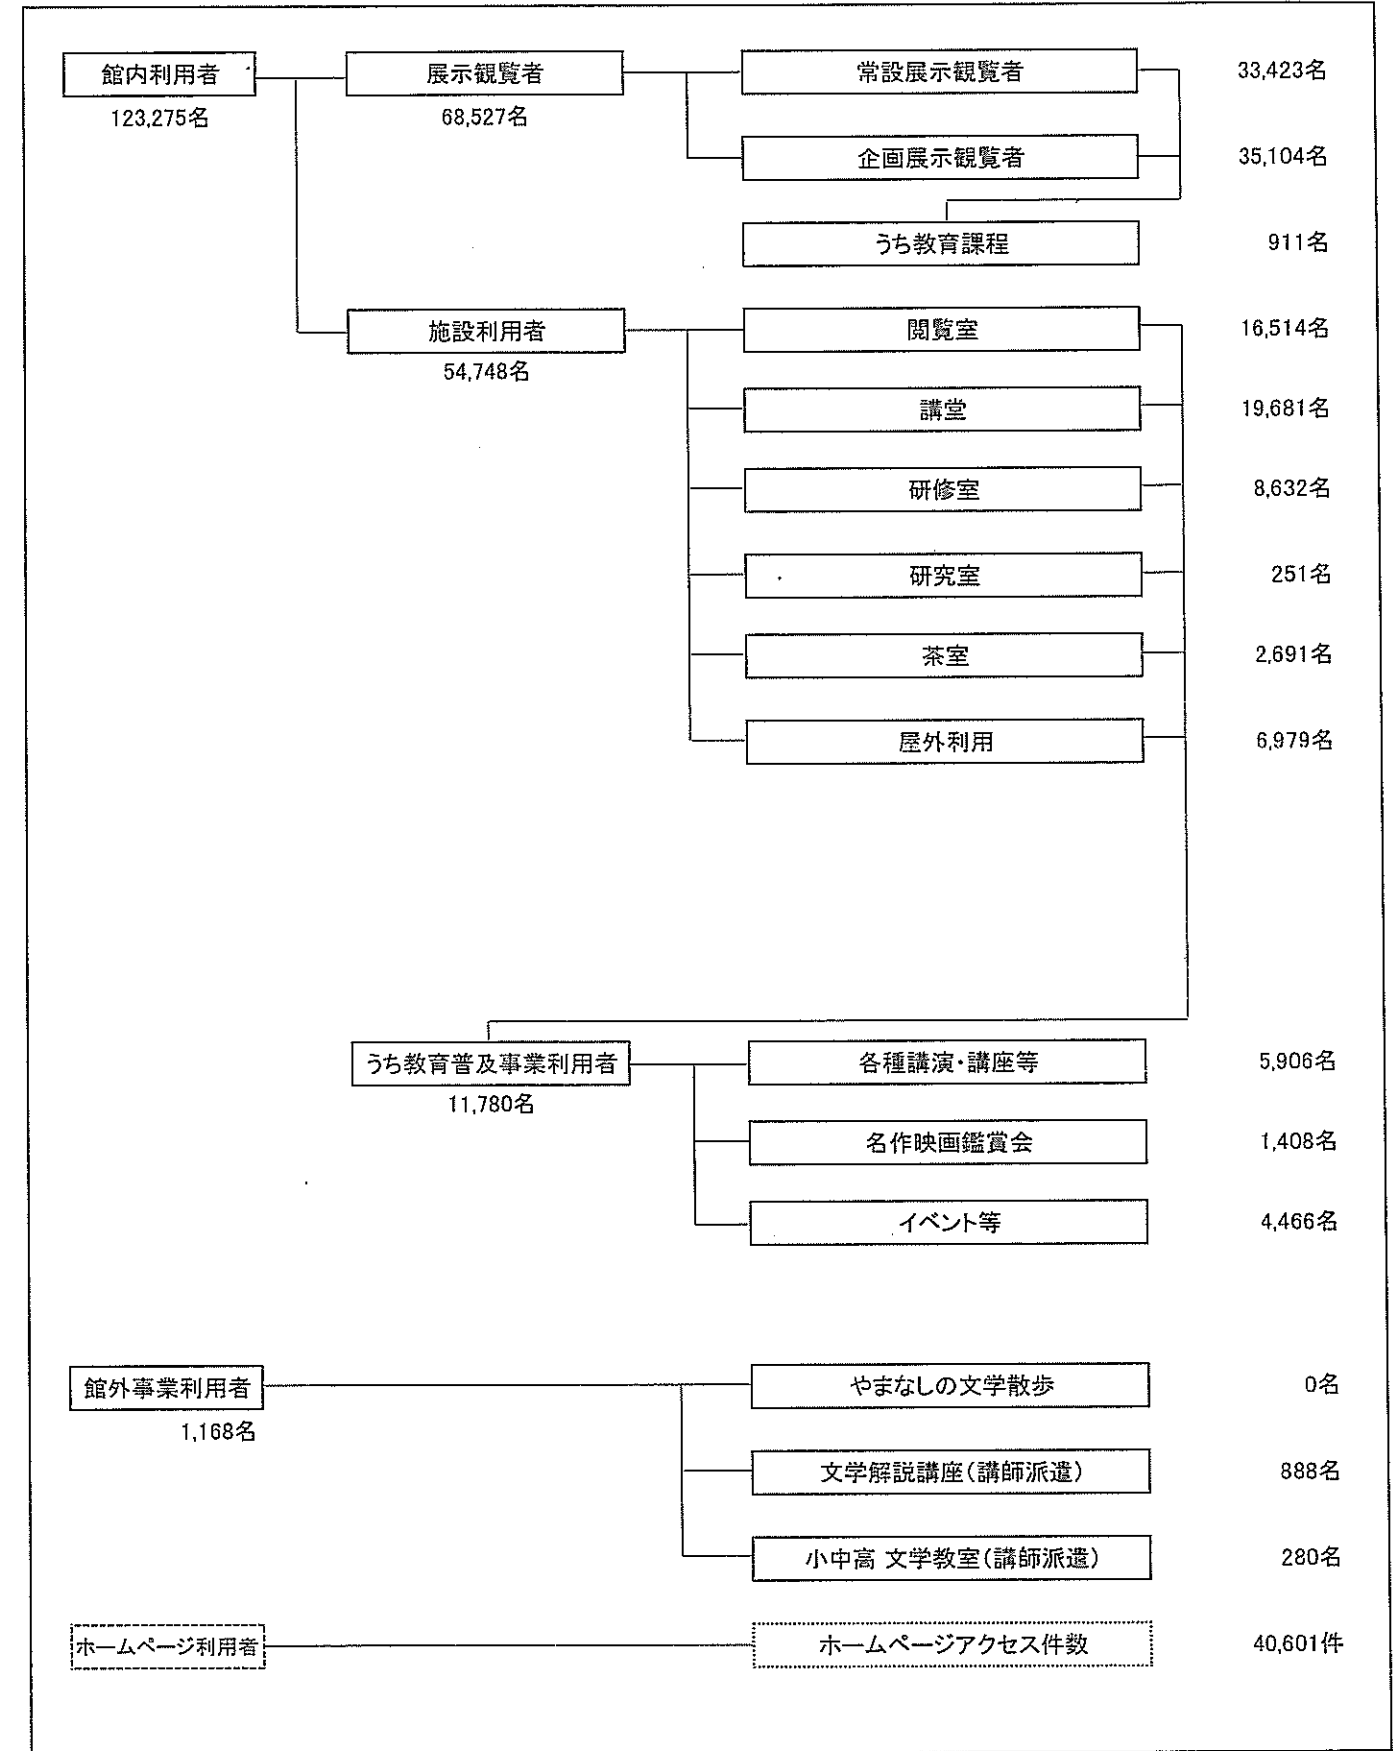 館内利用者 展示観覧者 常設展示観覧者 33,423名
123,275名 68,527名
企画展示観覧者 35,104名
うち教育課程 911名
施設利用者 閲覧室 16,514名
54,748名
講堂 19,681名
研修室 8,632名
研究室 251名
茶室 2,691名
屋外利用 6,979名
うち教育普及事業利用者 各種講演・講座等 5,906名
11,780名
名作映画鑑賞会 1,408名
イベント等 4,466名
館外事業利用者 やまなしの文学散歩 0名
1,168名
文学解説講座(講師派遣) 888名
小中高 文学教室(講師派遣) 280名
ホームページ利用者 ホームページアクセス件数 40,601件